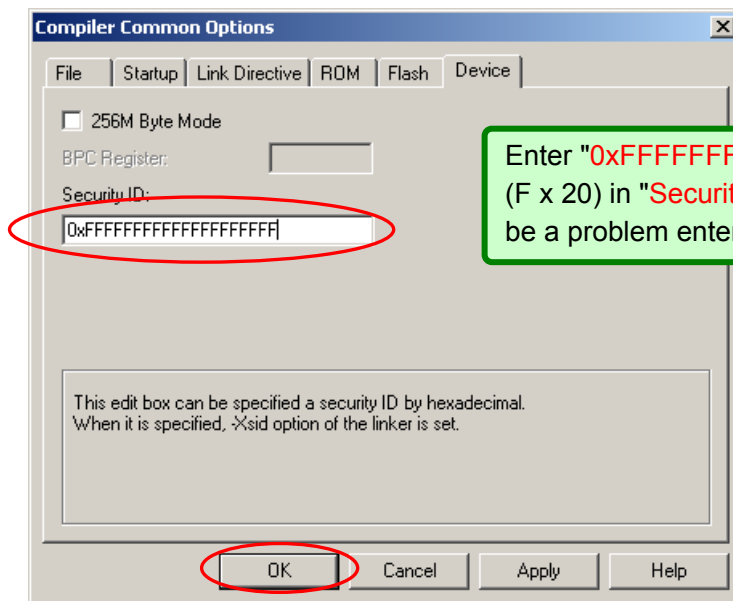 Compiler Common Options
File Startup Link Directive ROM Flash Device
256M Byte Mode
BPC Register:
Security ID:
0xFFFFFFFFFFFFFFFFFFFF
Enter "0xFFFFFFF
(F x 20) in "Securit
be a problem enter
This edit box can be specified a security ID by hexadecimal.
When it is specified, -Xsid option of the linker is set.
OK Cancel Apply Help